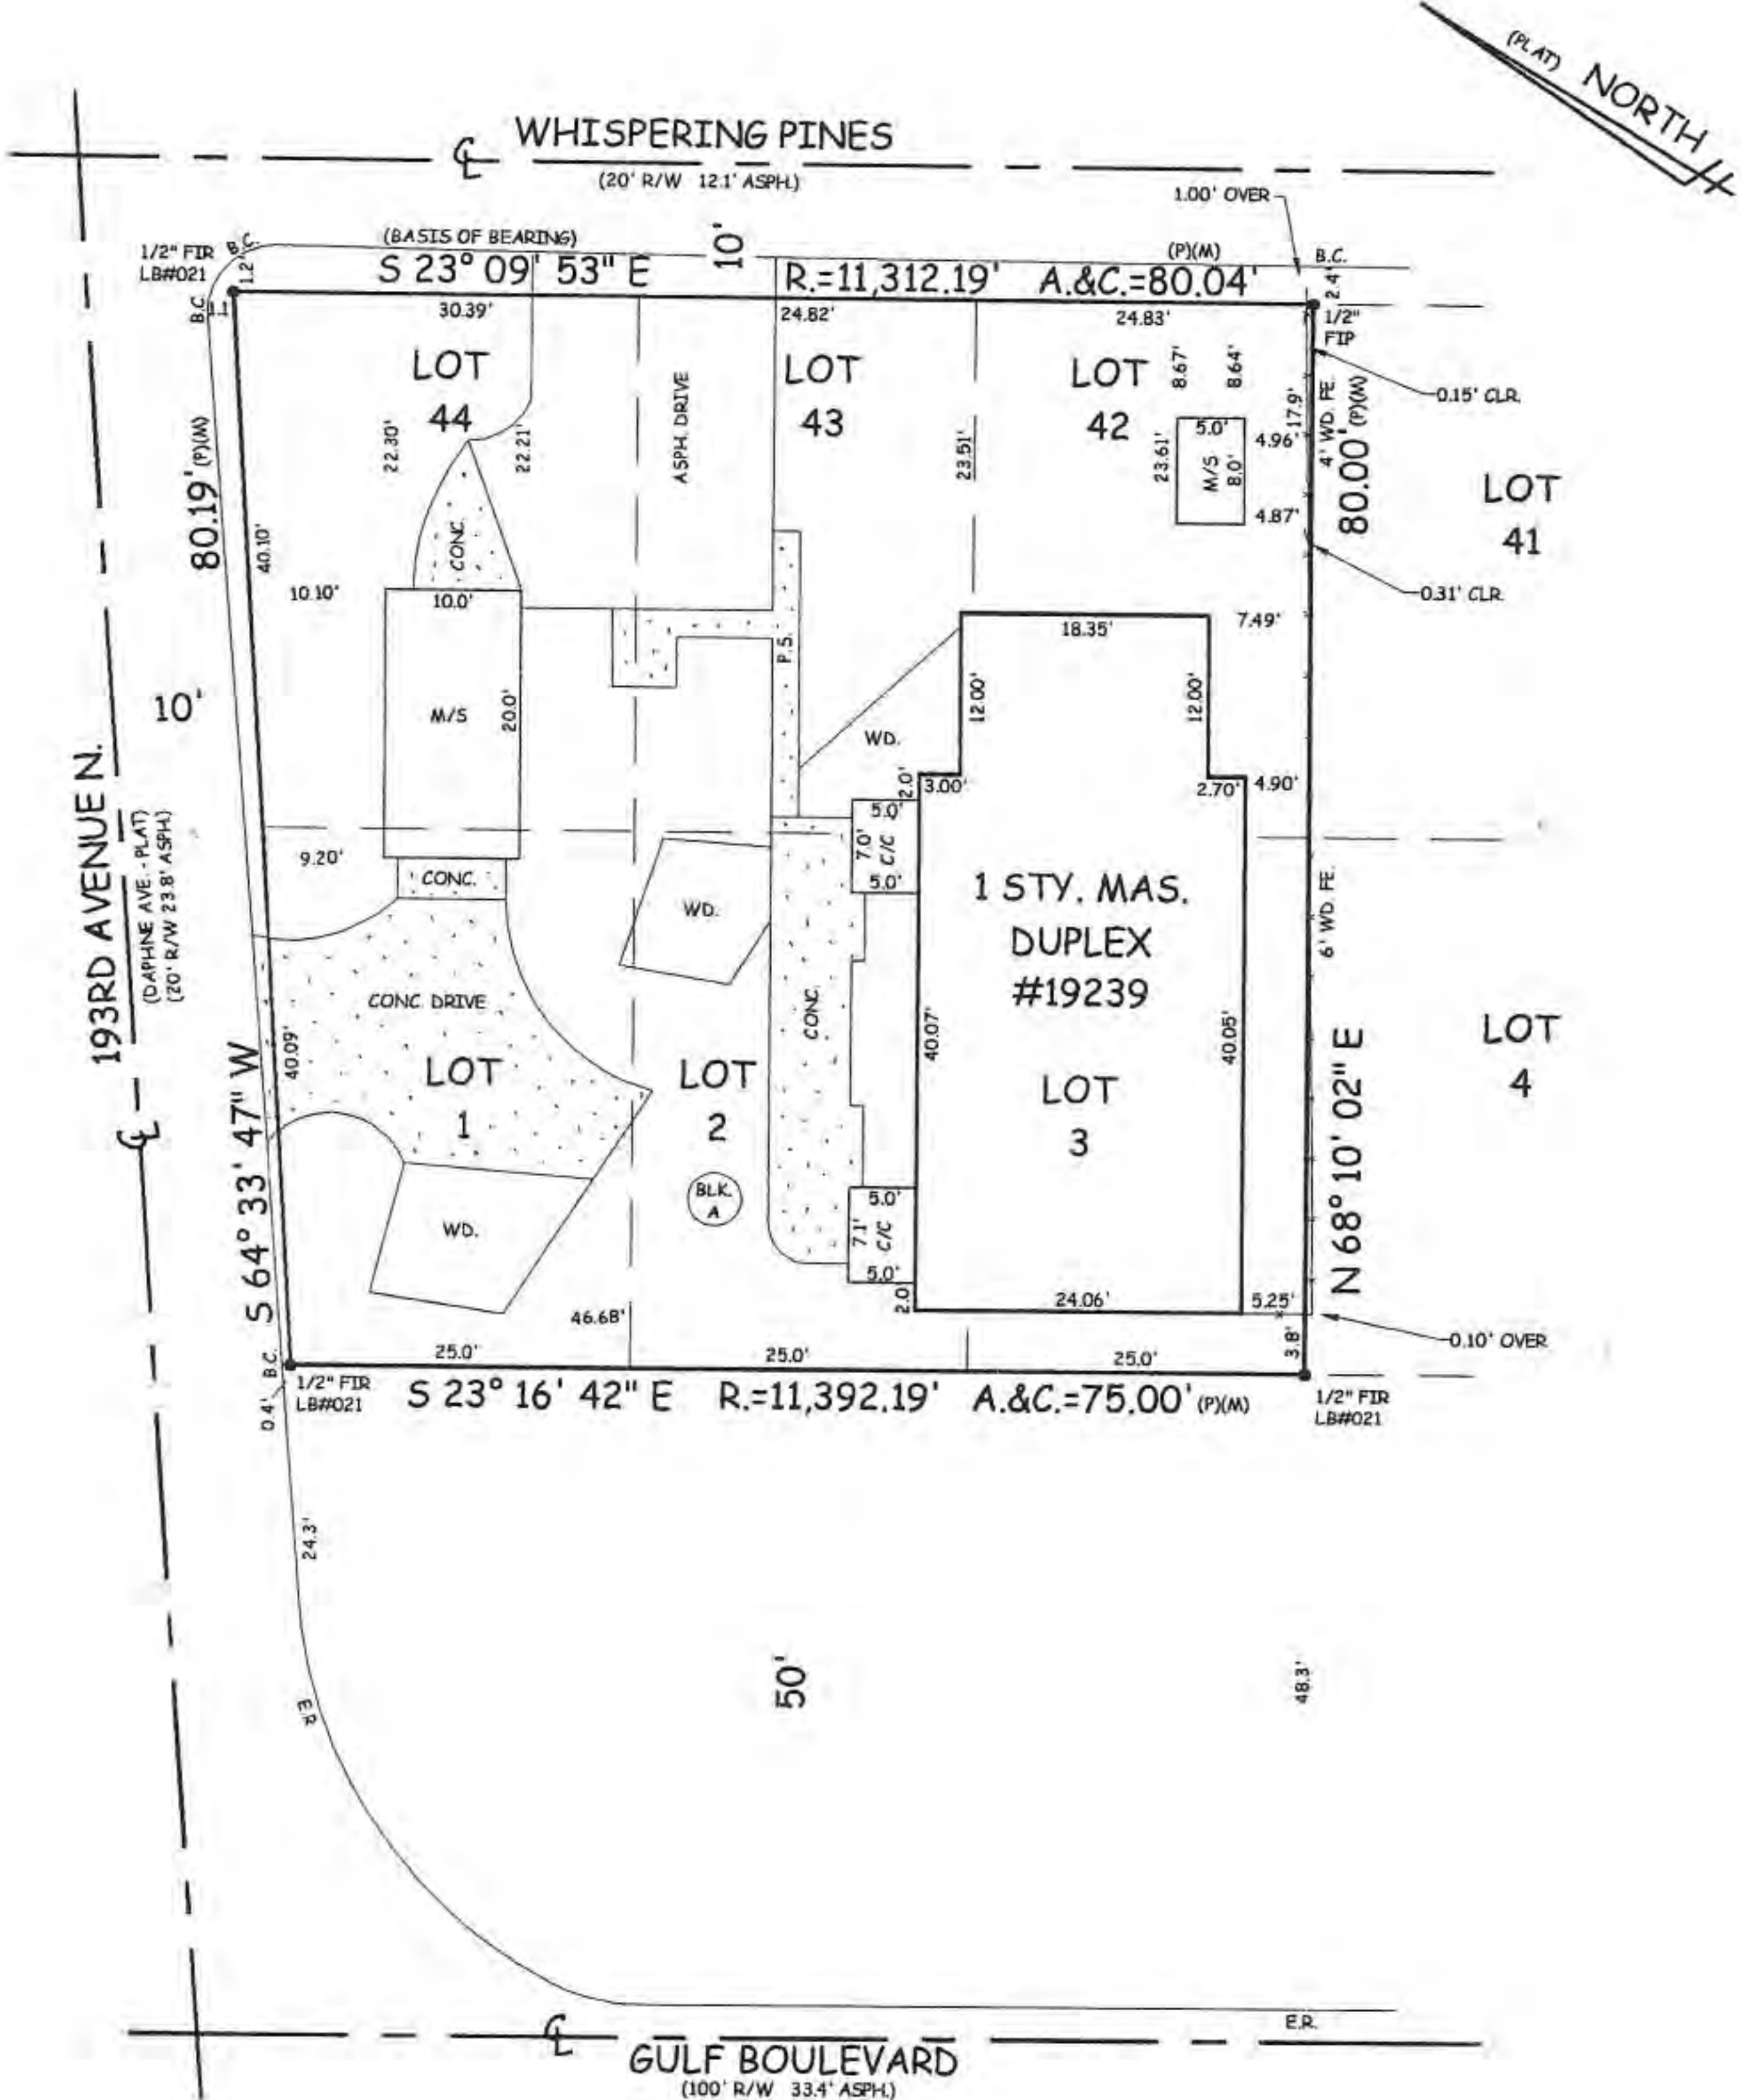 (PLAT) NORTH
WHISPERING PINES
(20' R/W 12.1' ASPH.)
1.00' OVER
1/2" FIR
LB#021
B.C.
1.2'
(BASIS OF BEARING)
10'
(P)(M)
B.C.
2.4'
S 23° 09' 53" E R.=11,312.19' A.&C.=80.04'
B.C.
1.1'
30.39'
24.82'
24.83'
1/2"
FIP
LOT
44
ASPH. DRIVE
LOT
43
LOT
42
8.67'
8.64'
17.9'
4' WD. FE.
80.00' (P)(M)
0.15' CLR.
80.19' (P)(M)
22.30'
22.21'
23.51'
23.61'
5.0'
M/S
8.0'
4.96'
4.87'
LOT
41
40.10'
CONC.
10.10'
10.0'
0.31' CLR.
18.35'
7.49'
P.S.
10'
M/S
20.0'
12.00'
12.00'
WD.
193RD AVENUE N.
(DAPHNE AVE. - PLAT)
(20' R/W 23.8' ASPH.)
2.0'
3.00'
2.70'
4.90'
5.0'
7.0'
C/C
5.0'
9.20'
CONC.
WD.
1 STY. MAS.
DUPLEX
#19239
6' WD. FE.
CONC. DRIVE
CONC.
40.09'
40.07'
40.05'
LOT
1
LOT
2
LOT
3
LOT
4
S 64° 33' 47" W
N 68° 10' 02" E
BLK.
A
WD.
5.0'
7.1'
C/C
5.0'
2.0'
24.06'
5.25'
46.68'
3.8'
0.10' OVER
25.0'
25.0'
25.0'
B.C.
0.4'
1/2" FIR
LB#021
S 23° 16' 42" E R.=11,392.19' A.&C.=75.00' (P)(M)
1/2" FIR
LB#021
24.3'
E.R.
50'
48.3'
E.R.
GULF BOULEVARD
(100' R/W 33.4' ASPH.)